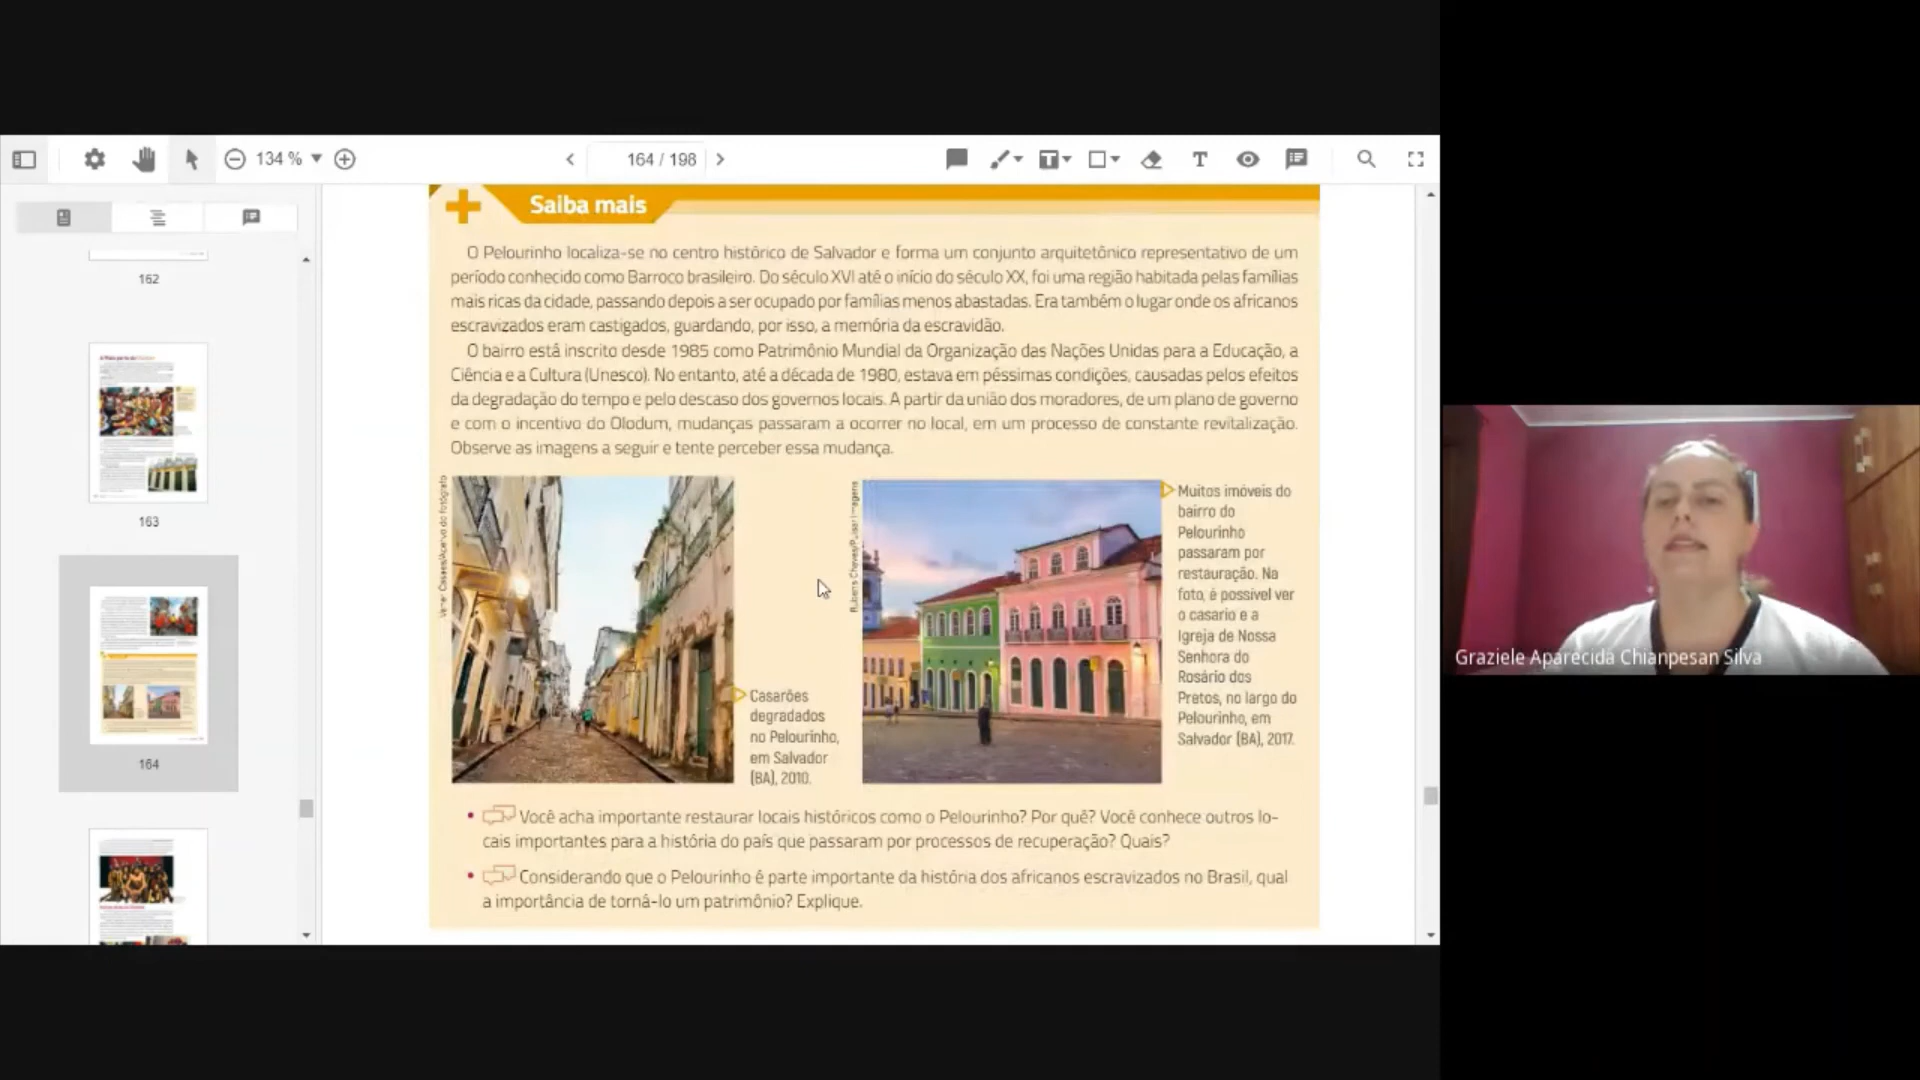 134 %
164 / 198
162
163
164
Saiba mais
O Pelourinho localiza-se no centro histórico de Salvador e forma um conjunto arquitetônico representativo de um
período conhecido como Barroco brasileiro. Do século XVI até o início do século XX, foi uma região habitada pelas famílias
mais ricas da cidade, passando depois a ser ocupado por famílias menos abastadas. Era também o lugar onde os africanos
escravizados eram castigados, guardando, por isso, a memória da escravidão.
O bairro está inscrito desde 1985 como Patrimônio Mundial da Organização das Nações Unidas para a Educação, a
Ciência e a Cultura (Unesco). No entanto, até a década de 1980, estava em péssimas condições, causadas pelos efeitos
da degradação do tempo e pelo descaso dos governos locais. A partir da união dos moradores, de um plano de governo
e com o incentivo do Olodum, mudanças passaram a ocorrer no local, em um processo de constante revitalização.
Observe as imagens a seguir e tente perceber essa mudança.
Casarões
degradados
no Pelourinho,
em Salvador
(BA), 2010.
Muitos imóveis do
bairro do
Pelourinho
passaram por
restauração. Na
foto, é possível ver
o casario e a
Igreja de Nossa
Senhora do
Rosário dos
Pretos, no largo do
Pelourinho, em
Salvador (BA), 2017.
• Você acha importante restaurar locais históricos como o Pelourinho? Por quê? Você conhece outros lo-
cais importantes para a história do país que passaram por processos de recuperação? Quais?
• Considerando que o Pelourinho é parte importante da história dos africanos escravizados no Brasil, qual
a importância de torná-lo um patrimônio? Explique.
Graziele Aparecida Chianpesan Silva